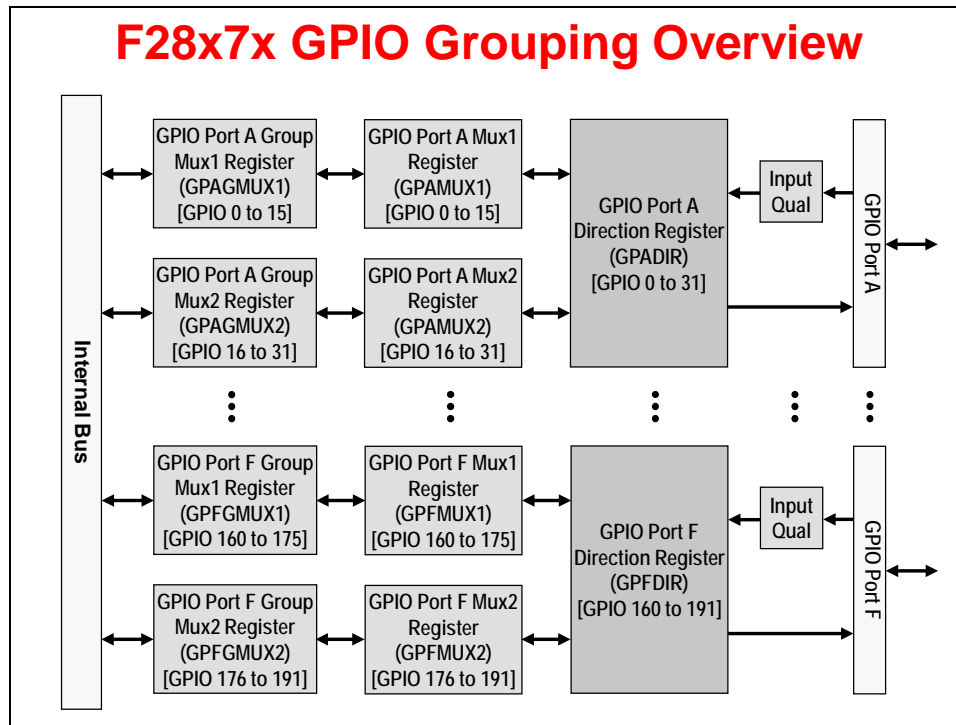 F28x7x GPIO Grouping Overview
Internal Bus
GPIO Port A Group
Mux1 Register
(GPAGMUX1)
[GPIO 0 to 15]
GPIO Port A Mux1
Register
(GPAMUX1)
[GPIO 0 to 15]
GPIO Port A
Direction Register
(GPADIR)
[GPIO 0 to 31]
Input
Qual
GPIO Port A
GPIO Port A Group
Mux2 Register
(GPAGMUX2)
[GPIO 16 to 31]
GPIO Port A Mux2
Register
(GPAMUX2)
[GPIO 16 to 31]
GPIO Port F Group
Mux1 Register
(GPFGMUX1)
[GPIO 160 to 175]
GPIO Port F Mux1
Register
(GPFMUX1)
[GPIO 160 to 175]
GPIO Port F
Direction Register
(GPFDIR)
[GPIO 160 to 191]
Input
Qual
GPIO Port F
GPIO Port F Group
Mux2 Register
(GPFGMUX2)
[GPIO 176 to 191]
GPIO Port F Mux2
Register
(GPFMUX2)
[GPIO 176 to 191]